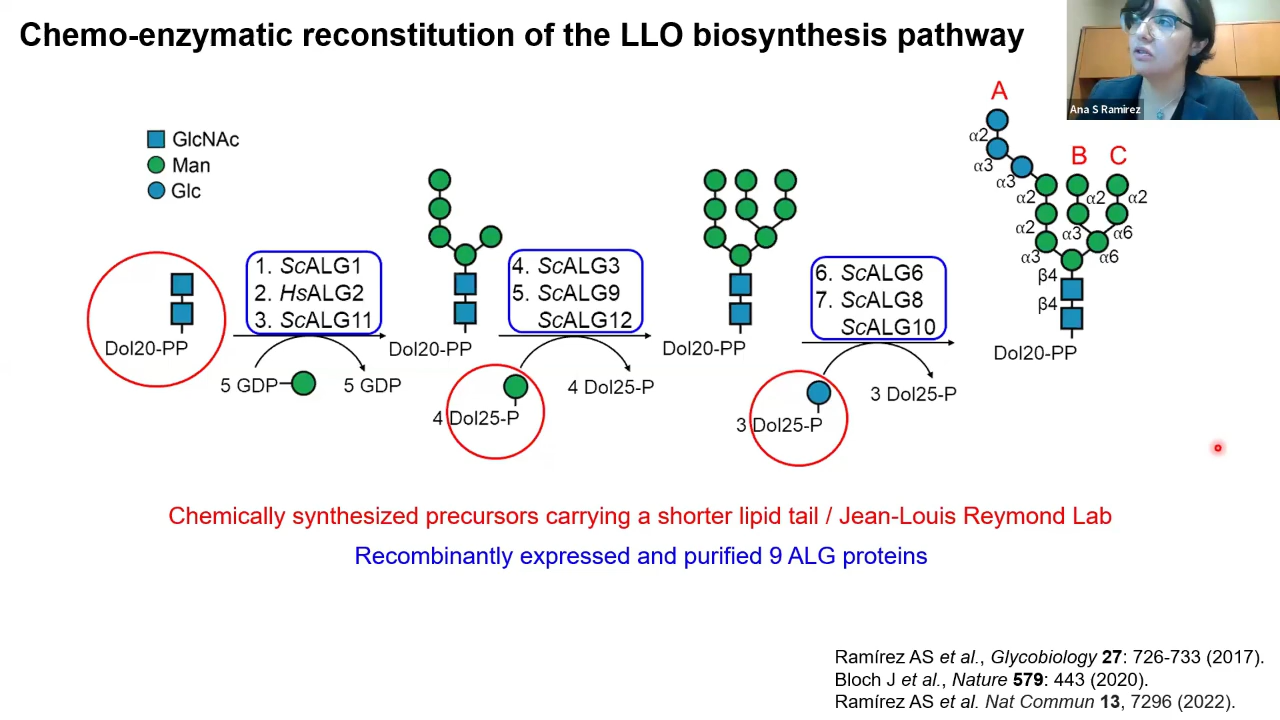 Chemo-enzymatic reconstitution of the LLO biosynthesis pathway
Ana S Ramirez
GlcNAc
Man
Glc
Dol20-PP
1. ScALG1
2. HsALG2
3. ScALG11
5 GDP
5 GDP
Dol20-PP
4. ScALG3
5. ScALG9
ScALG12
4 Dol25-P
4 Dol25-P
Dol20-PP
6. ScALG6
7. ScALG8
ScALG10
3 Dol25-P
3 Dol25-P
A
B
C
α2
α3
α3
α2
α2
α2
α2
α3
α6
α3
α6
β4
β4
Dol20-PP
Chemically synthesized precursors carrying a shorter lipid tail / Jean-Louis Reymond Lab
Recombinantly expressed and purified 9 ALG proteins
Ramírez AS et al., Glycobiology 27: 726-733 (2017).
Bloch J et al., Nature 579: 443 (2020).
Ramírez AS et al. Nat Commun 13, 7296 (2022).